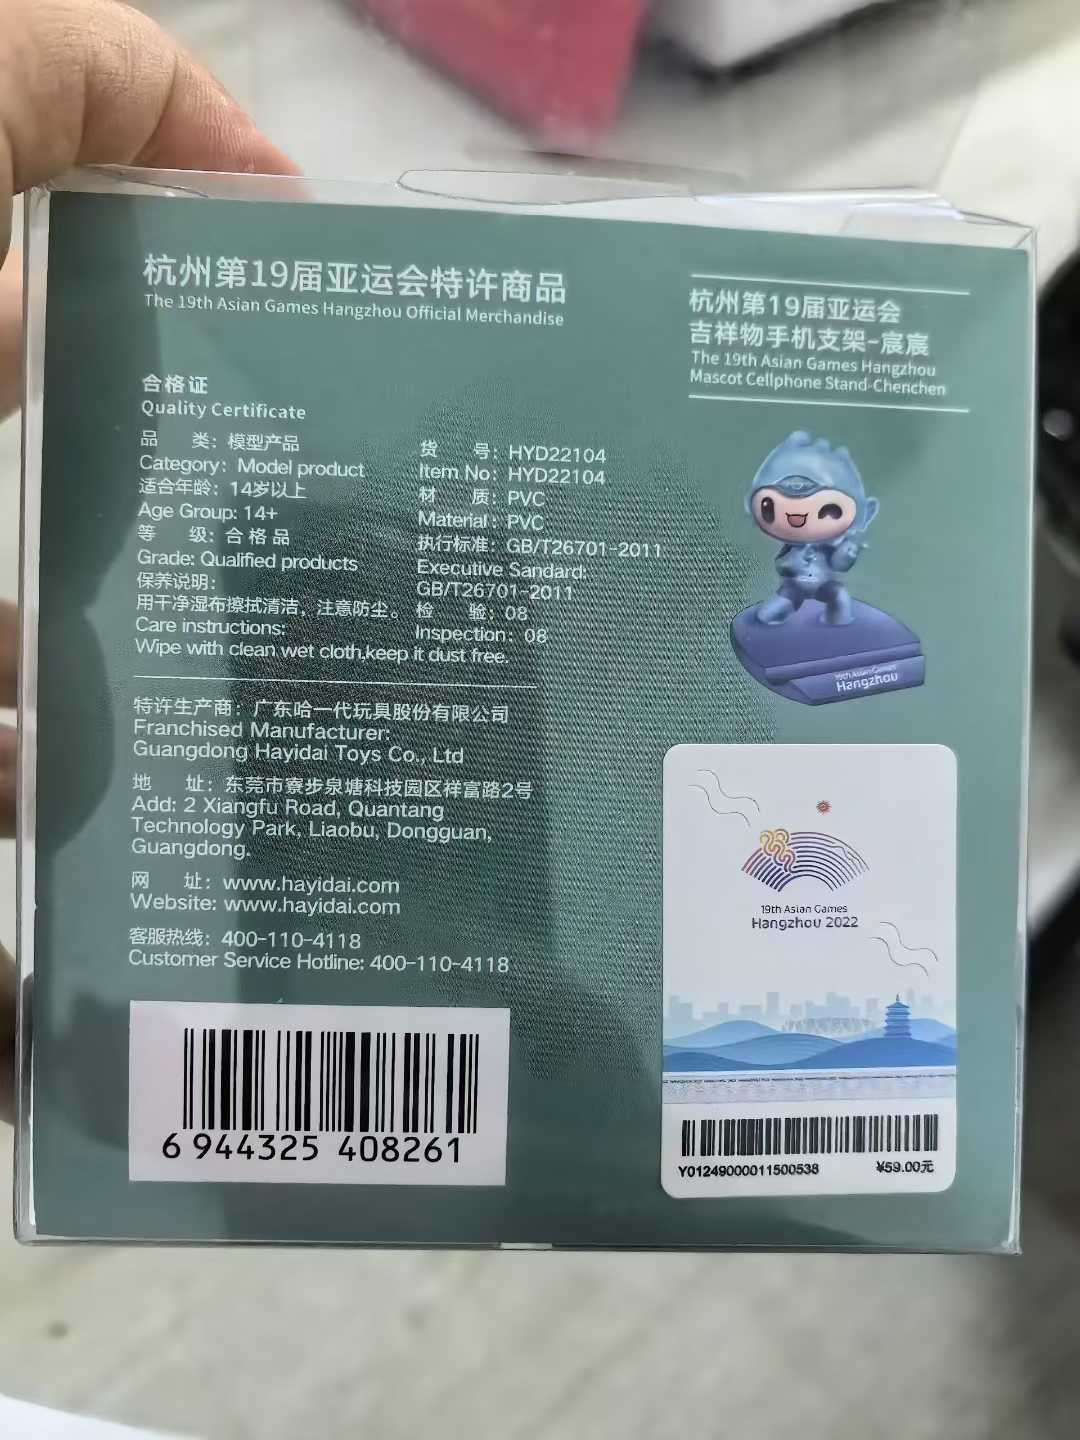 杭州第19届亚运会特许商品
The 19th Asian Games Hangzhou Official Merchandise
合格证
Quality Certificate
品 类：模型产品
Category: Model product
适合年龄：14岁以上
Age Group: 14+
等 级：合格品
Grade: Qualified products
保养说明：
用干净湿布擦拭清洁，注意防尘。
Care instructions:
Wipe with clean wet cloth,keep it dust free.
货 号：HYD22104
Item No: HYD22104
材 质：PVC
Material: PVC
执行标准：GB/T26701-2011
Executive Sandard:
GB/T26701-2011
检 验：08
Inspection: 08
特许生产商：广东哈一代玩具股份有限公司
Franchised Manufacturer:
Guangdong Hayidai Toys Co., Ltd
地 址：东莞市寮步泉塘科技园区祥富路2号
Add: 2 Xiangfu Road, Quantang
Technology Park, Liaobu, Dongguan,
Guangdong.
网 址：www.hayidai.com
Website: www.hayidai.com
客服热线：400-110-4118
Customer Service Hotline: 400-110-4118
6 944325 408261
杭州第19届亚运会
吉祥物手机支架-宸宸
The 19th Asian Games Hangzhou
Mascot Cellphone Stand-Chenchen
19th Asian Games
Hangzhou
19th Asian Games
Hangzhou 2022
Y01249000011500538 ¥59.00元